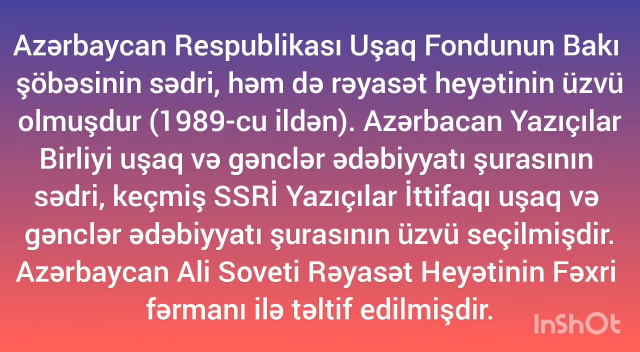 Azərbaycan Respublikası Uşaq Fondunun Bakı
şöbəsinin sədri, həm də rəyasət heyətinin üzvü
olmuşdur (1989-cu ildən). Azərbacan Yazıçılar
Birliyi uşaq və gənclər ədəbiyyatı şurasının
sədri, keçmiş SSRİ Yazıçılar İttifaqı uşaq və
gənclər ədəbiyyatı şurasının üzvü seçilmişdir.
Azərbaycan Ali Soveti Rəyasət Heyətinin Fəxri
fərmanı ilə təltif edilmişdir.
InShOt